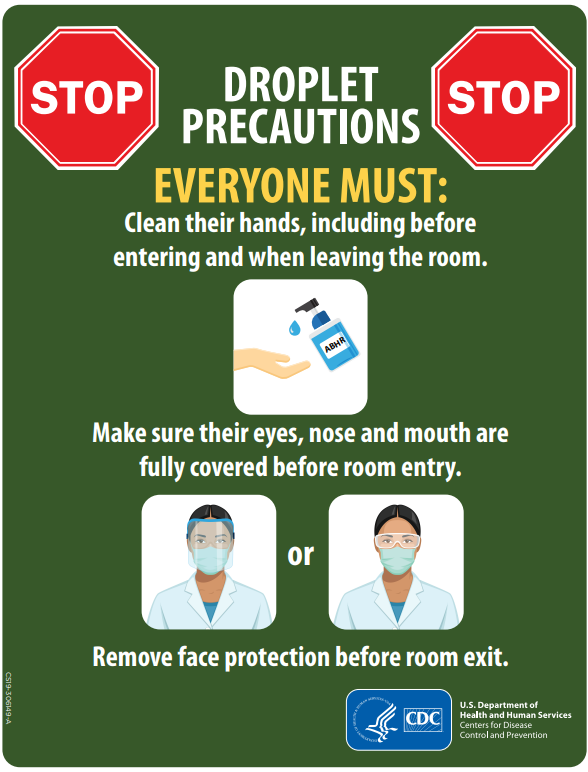 STOP
DROPLET
PRECAUTIONS
STOP
EVERYONE MUST:
Clean their hands, including before
entering and when leaving the room.
ABHR
Make sure their eyes, nose and mouth are
fully covered before room entry.
or
Remove face protection before room exit.
CDC
U.S. Department of
Health and Human Services
Centers for Disease
Control and Prevention